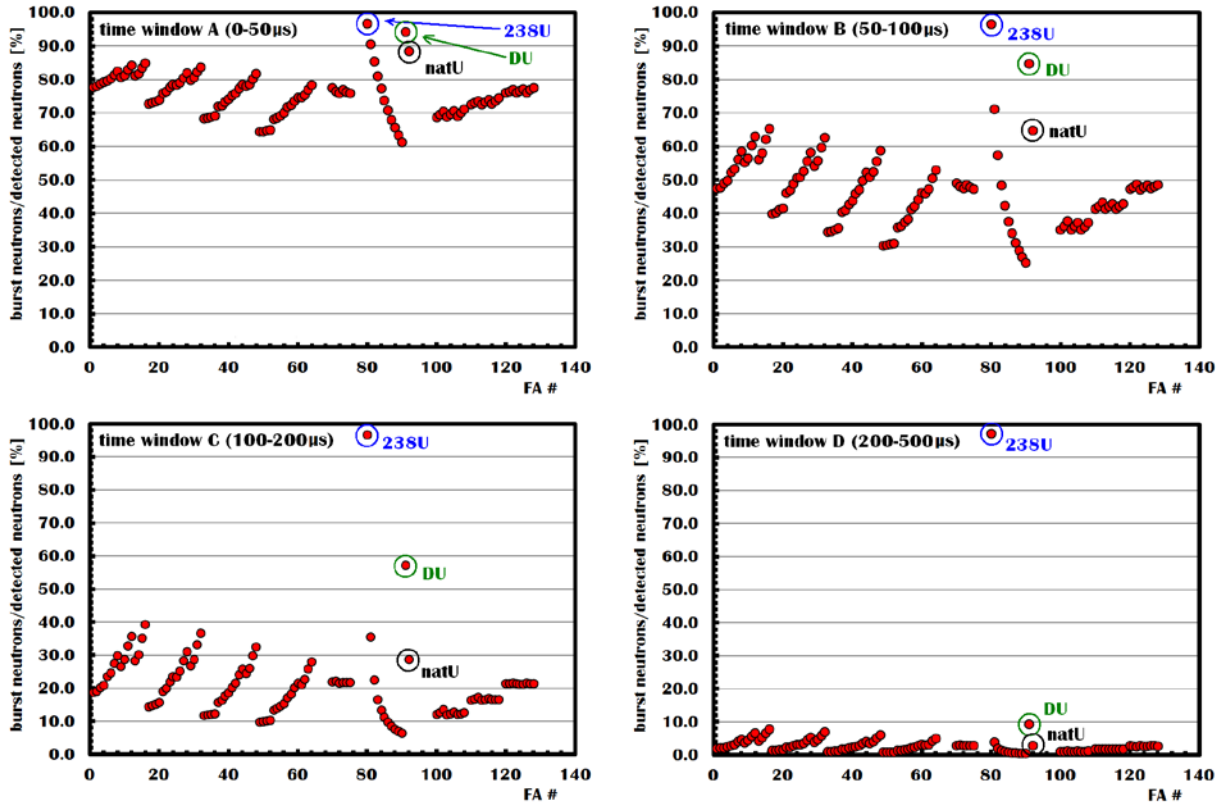 burst neutrons/detected neutrons [%]
100.0
90.0
80.0
70.0
60.0
50.0
40.0
30.0
20.0
10.0
0.0
time window A (0-50µs)
238U
DU
natU
0 20 40 60 80 100 120 140
FA #
burst neutrons/detected neutrons [%]
100.0
90.0
80.0
70.0
60.0
50.0
40.0
30.0
20.0
10.0
0.0
time window B (50-100µs)
238U
DU
natU
0 20 40 60 80 100 120 140
FA #
burst neutrons/detected neutrons [%]
100.0
90.0
80.0
70.0
60.0
50.0
40.0
30.0
20.0
10.0
0.0
time window C (100-200µs)
238U
DU
natU
0 20 40 60 80 100 120 140
FA #
burst neutrons/detected neutrons [%]
100.0
90.0
80.0
70.0
60.0
50.0
40.0
30.0
20.0
10.0
0.0
time window D (200-500µs)
238U
DU
natU
0 20 40 60 80 100 120 140
FA #